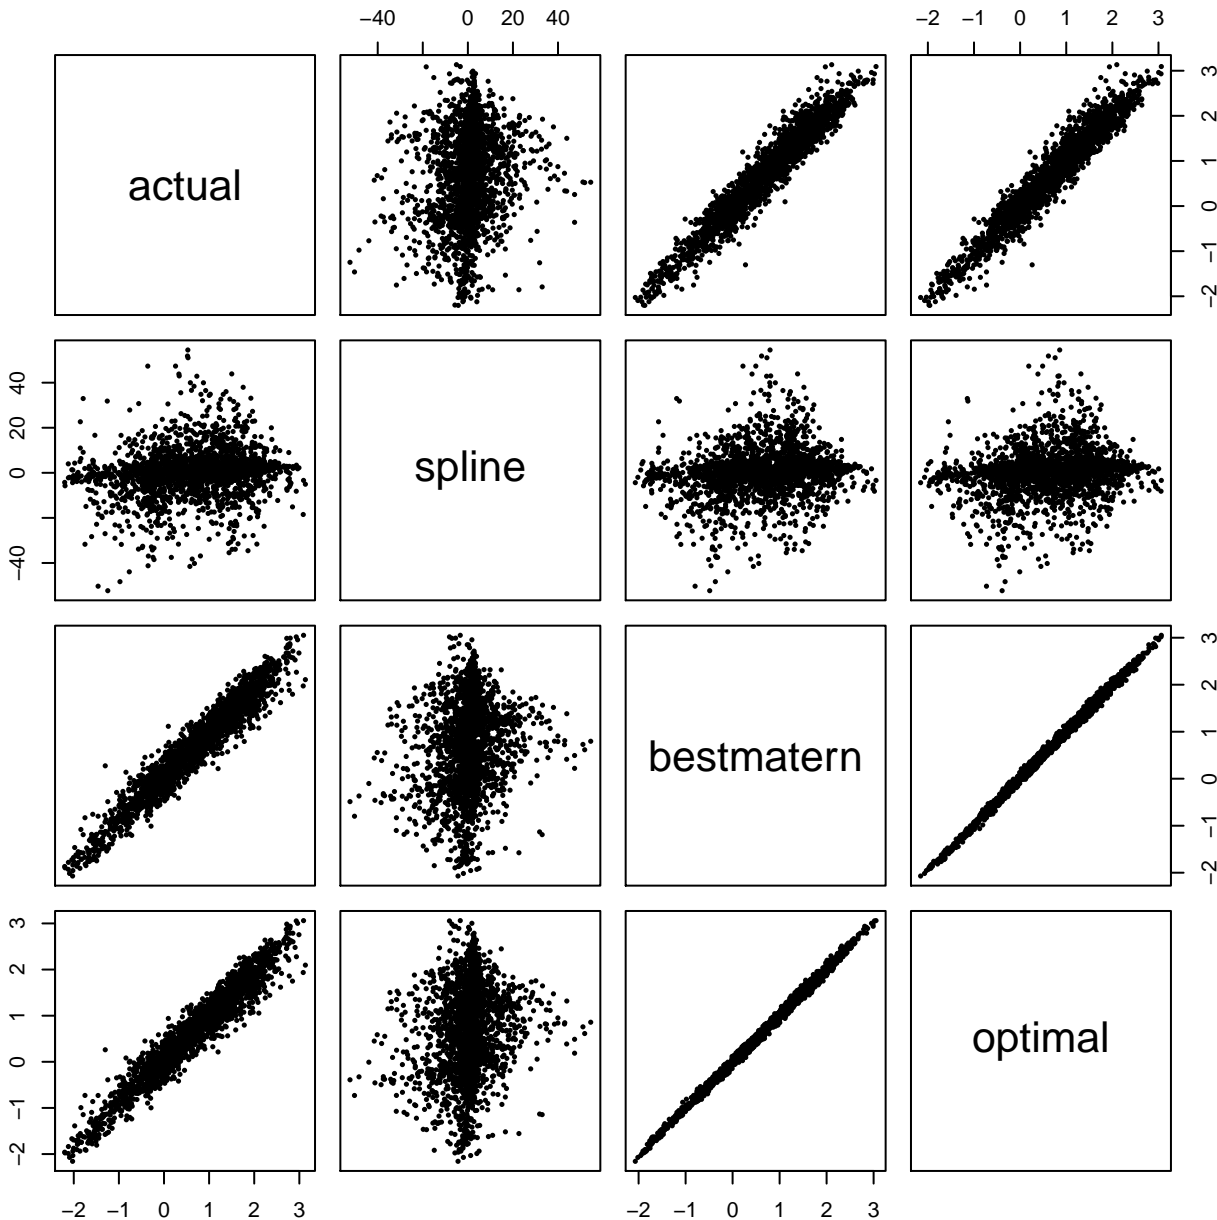 −40 0 20 40 −2 −1 0 1 2 3
actual
−2 −1 0 1 2 3
−40 0 20 40
spline
bestmatern
−2 −1 0 1 2 3
−2 −1 0 1 2 3
optimal
−2 −1 0 1 2 3 −2 −1 0 1 2 3